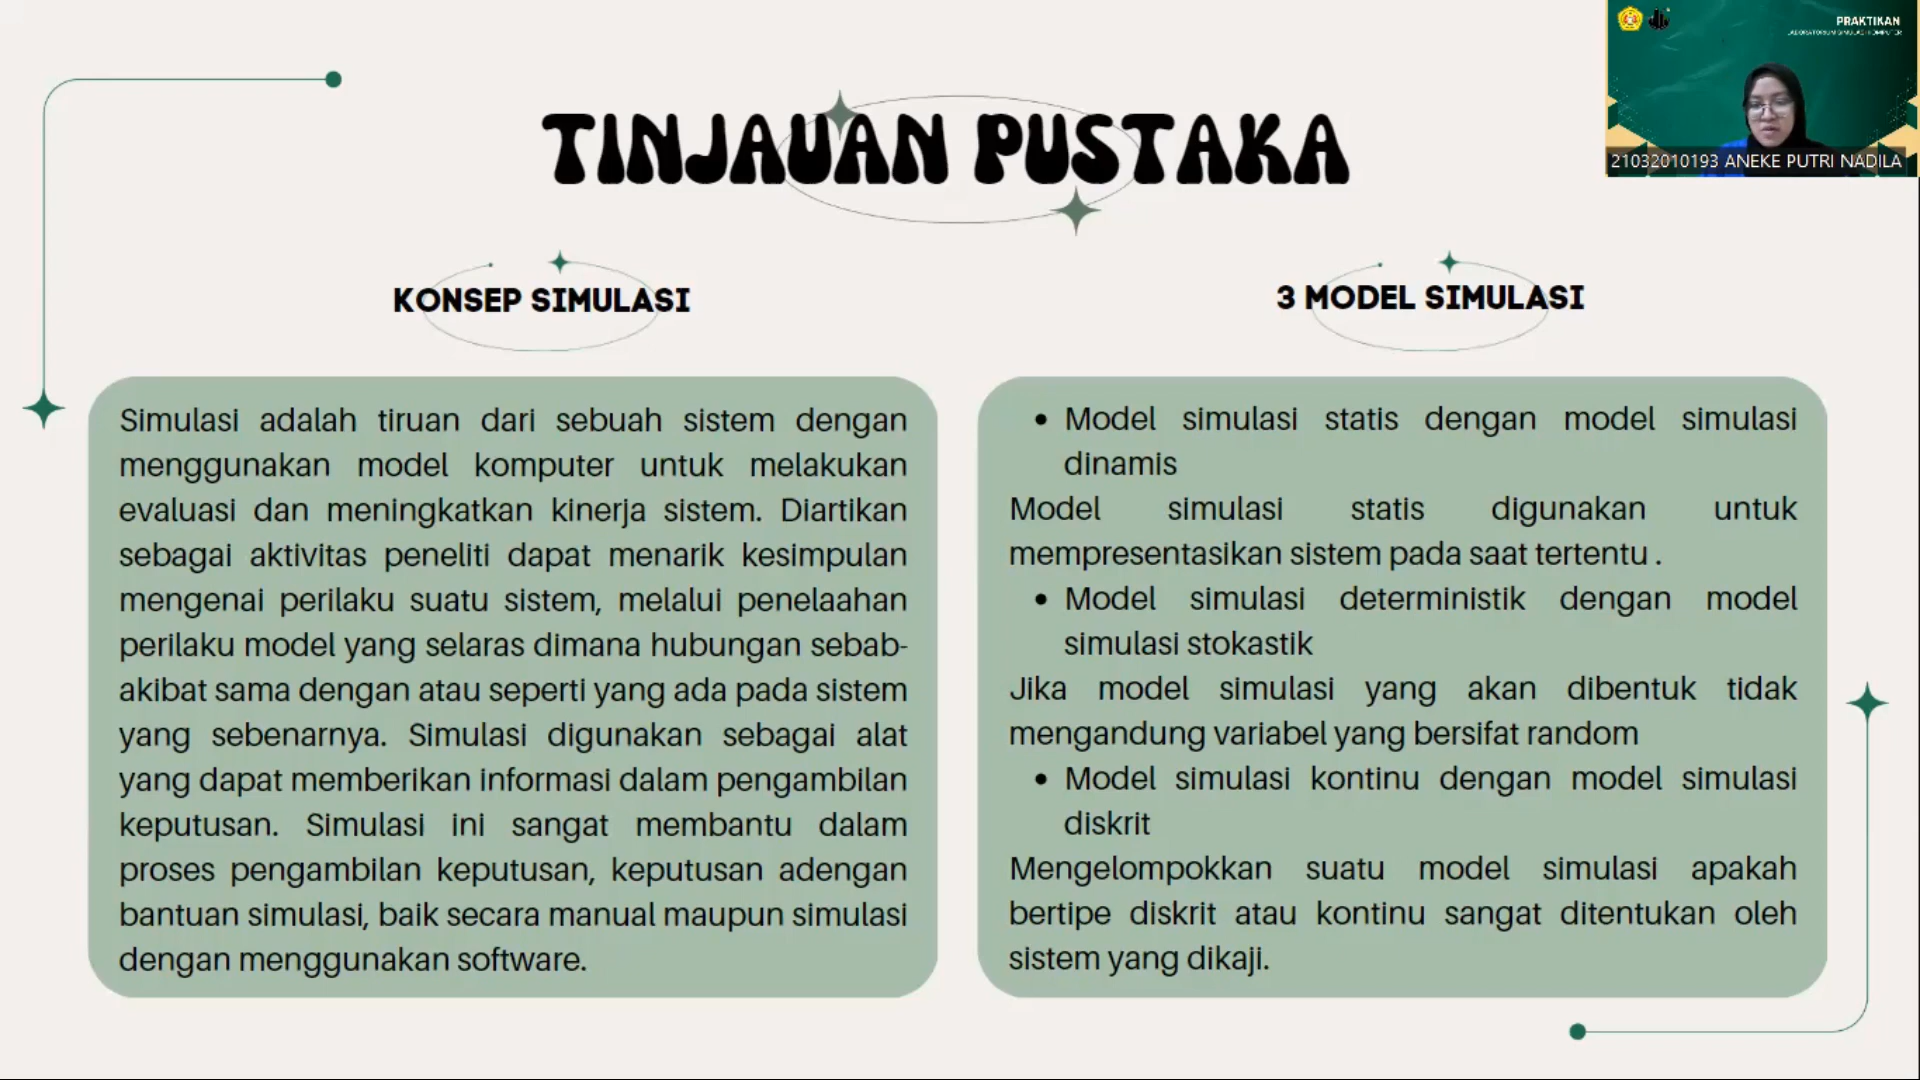 PRAKTIKAN
LABORATORIUM SIMULASI KOMPUTER
21032010193 ANEKE PUTRI NADILA
TINJAUAN PUSTAKA
KONSEP SIMULASI
Simulasi adalah tiruan dari sebuah sistem dengan
menggunakan model komputer untuk melakukan
evaluasi dan meningkatkan kinerja sistem. Diartikan
sebagai aktivitas peneliti dapat menarik kesimpulan
mengenai perilaku suatu sistem, melalui penelaahan
perilaku model yang selaras dimana hubungan sebab-
akibat sama dengan atau seperti yang ada pada sistem
yang sebenarnya. Simulasi digunakan sebagai alat
yang dapat memberikan informasi dalam pengambilan
keputusan. Simulasi ini sangat membantu dalam
proses pengambilan keputusan, keputusan adengan
bantuan simulasi, baik secara manual maupun simulasi
dengan menggunakan software.
3 MODEL SIMULASI
• Model simulasi statis dengan model simulasi
dinamis
Model simulasi statis digunakan untuk
mempresentasikan sistem pada saat tertentu .
• Model simulasi deterministik dengan model
simulasi stokastik
Jika model simulasi yang akan dibentuk tidak
mengandung variabel yang bersifat random
• Model simulasi kontinu dengan model simulasi
diskrit
Mengelompokkan suatu model simulasi apakah
bertipe diskrit atau kontinu sangat ditentukan oleh
sistem yang dikaji.